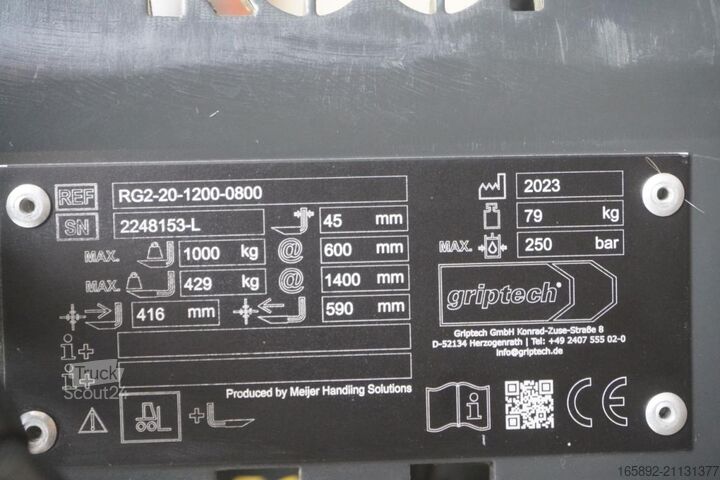 REF RG2-20-1200-0800
SN 2248153-L 45 mm
MAX. 1000 kg @ 600 mm
MAX. 429 kg @ 1400 mm
416 mm 590 mm
i+
i+
Produced by Meijer Handling Solutions
2023
79 kg
MAX. 250 bar
griptech®
Griptech GmbH Konrad-Zuse-Straße 8
D-52134 Herzogenrath | Tel: +49 2407 555 02-0
info@griptech.de
+
i
CE
Truck
Scout24
165892-21131377